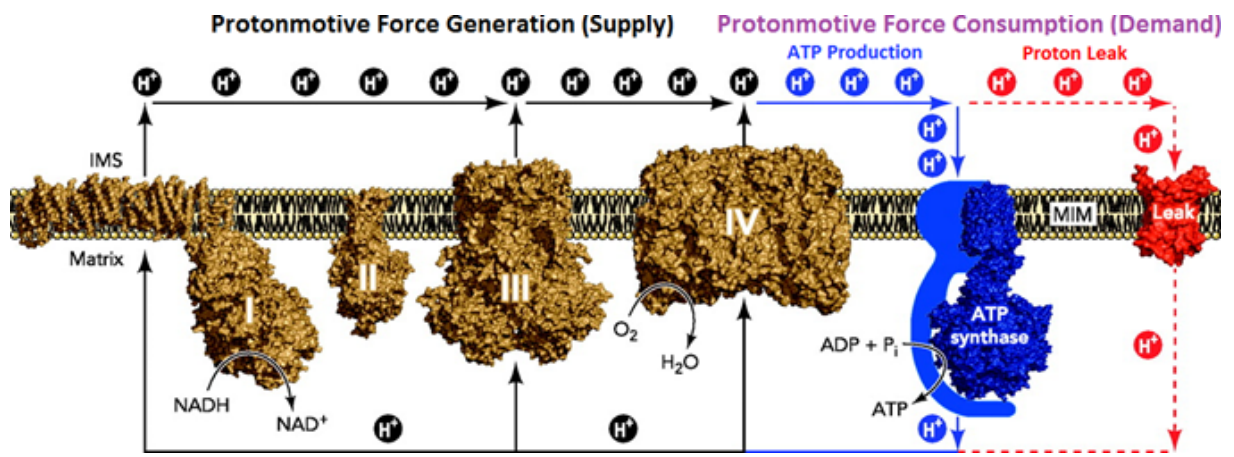 Protonmotive Force Generation (Supply)
Protonmotive Force Consumption (Demand)
ATP Production
Proton Leak
H⁺ H⁺ H⁺ H⁺ H⁺ H⁺ H⁺ H⁺ H⁺ H⁺ H⁺ H⁺ H⁺ H⁺ H⁺ H⁺
H⁺
H⁺
H⁺
IMS
MIM
Leak
Matrix
I
II
III
IV
O₂
H₂O
ADP + Pᵢ
ATP
ATP
synthase
H⁺
NADH
NAD⁺
H⁺
H⁺
H⁺